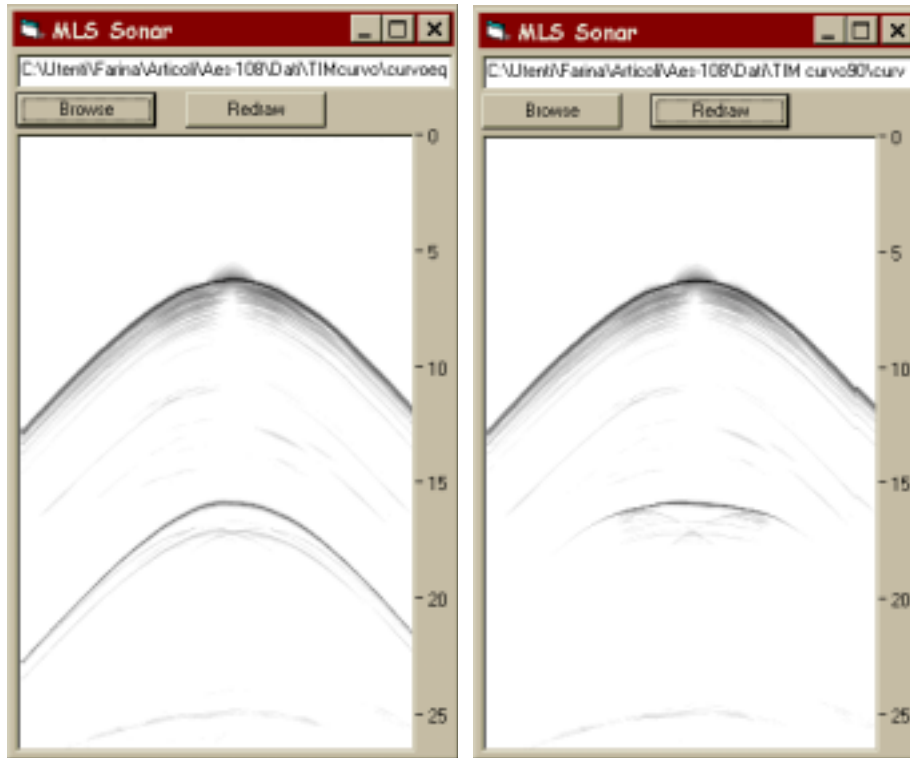 MLS Sonar
C:\Utenti\Farina\Articoli\Aes-108\Dati\TIMcurvo\curvoeq
Browse Redraw
0
5
10
15
20
25
MLS Sonar
C:\Utenti\Farina\Articoli\Aes-108\Dati\TIM curvo90\curv
Browse Redraw
0
5
10
15
20
25